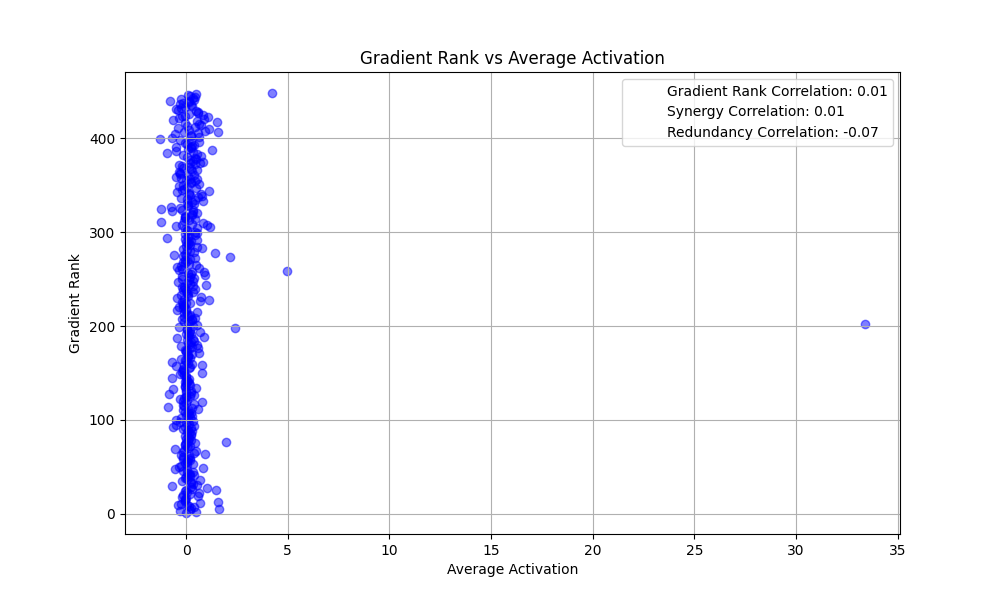 Gradient Rank vs Average Activation
Gradient Rank Correlation: 0.01
Synergy Correlation: 0.01
Redundancy Correlation: -0.07
400
300
200
100
0
Gradient Rank
0 5 10 15 20 25 30 35
Average Activation